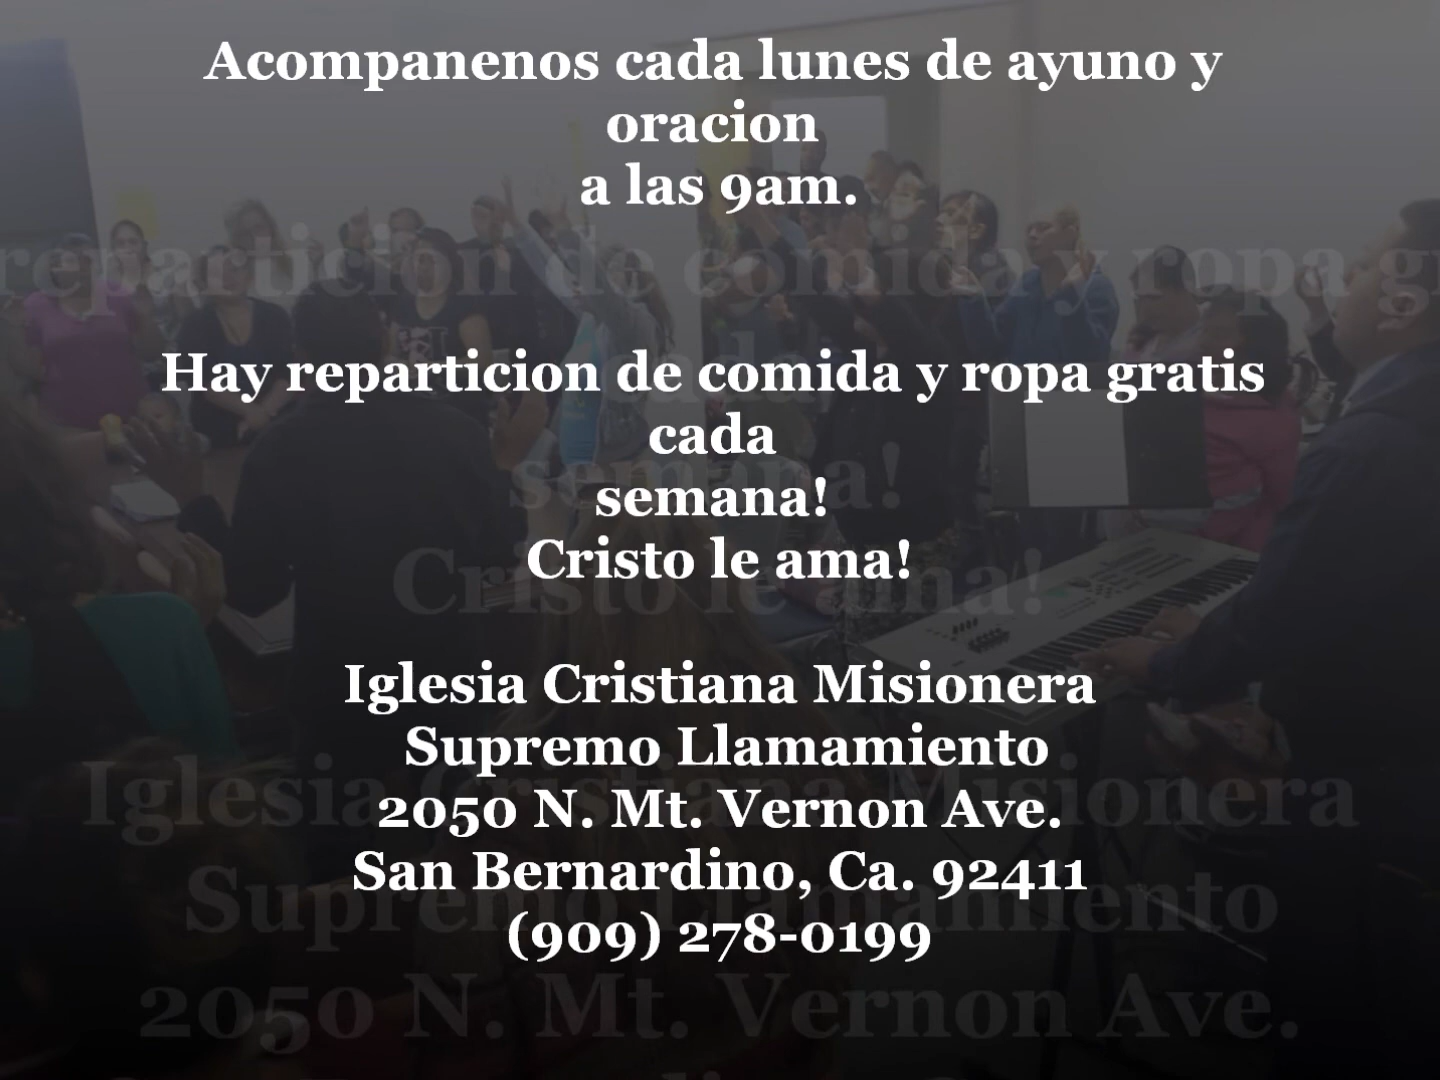 Acompanenos cada lunes de ayuno y
oracion
a las 9am.
Hay reparticion de comida y ropa gratis
cada
semana!
Cristo le ama!
Iglesia Cristiana Misionera
Supremo Llamamiento
2050 N. Mt. Vernon Ave.
San Bernardino, Ca. 92411
(909) 278-0199